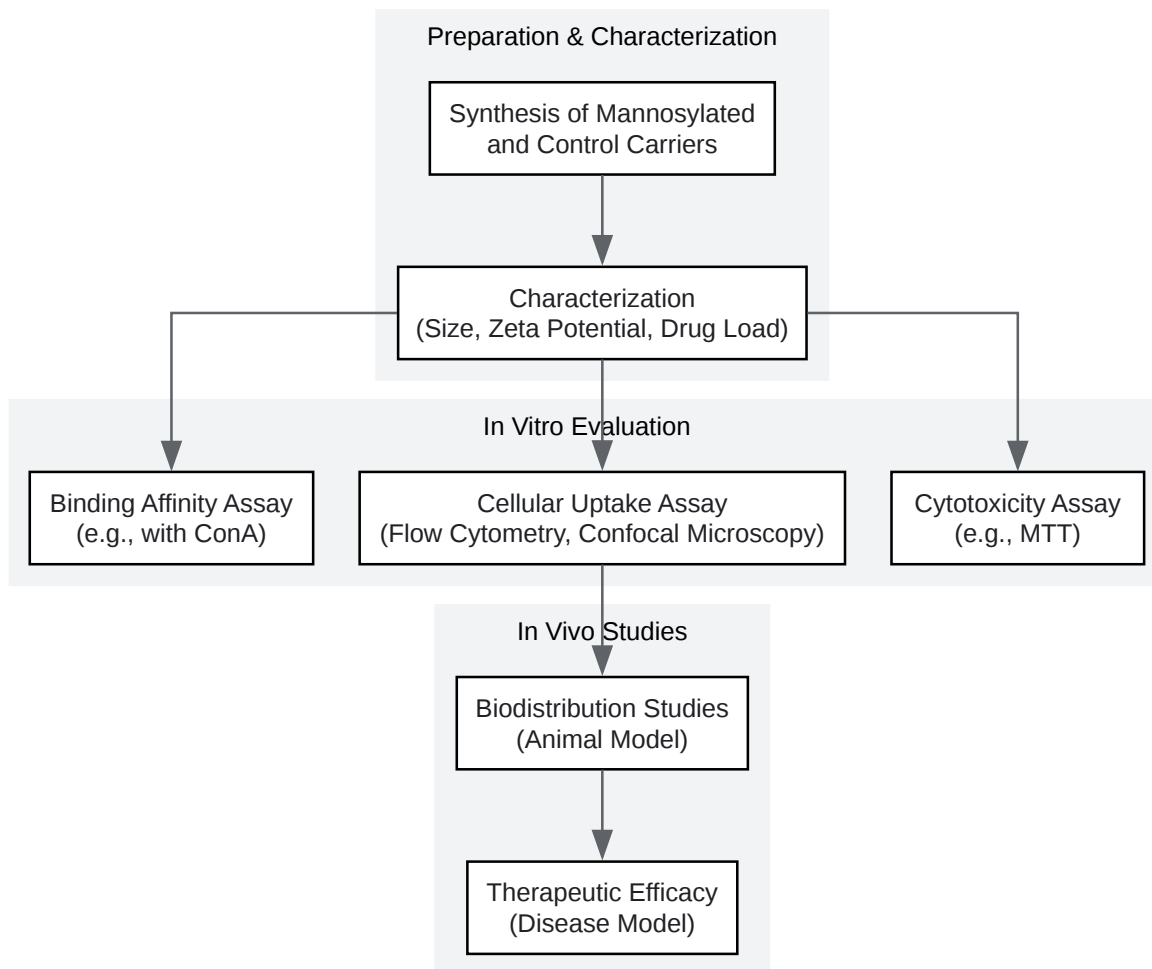 Preparation & Characterization
Synthesis of Mannosylated
and Control Carriers
Characterization
(Size, Zeta Potential, Drug Load)
In Vitro Evaluation
Binding Affinity Assay
(e.g., with ConA)
Cellular Uptake Assay
(Flow Cytometry, Confocal Microscopy)
Cytotoxicity Assay
(e.g., MTT)
In Vivo Studies
Biodistribution Studies
(Animal Model)
Therapeutic Efficacy
(Disease Model)